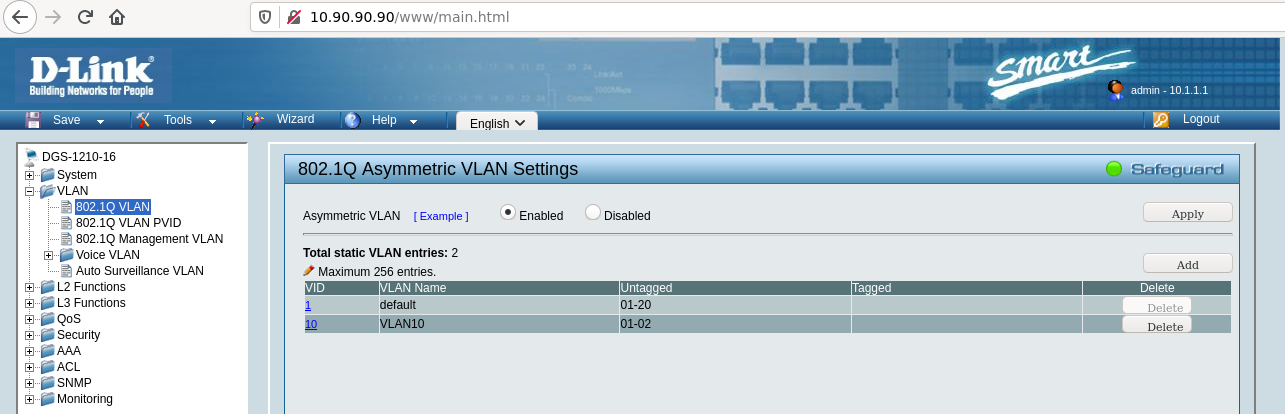 10.90.90.90/www/main.html
D-Link
Building Networks for People
smart
admin - 10.1.1.1
Save Tools Wizard Help English Logout
DGS-1210-16
System
VLAN
802.1Q VLAN
802.1Q VLAN PVID
802.1Q Management VLAN
Voice VLAN
Auto Surveillance VLAN
L2 Functions
L3 Functions
QoS
Security
AAA
ACL
SNMP
Monitoring
802.1Q Asymmetric VLAN Settings Safeguard
Asymmetric VLAN [ Example ] Enabled Disabled Apply
Total static VLAN entries: 2
Add
Maximum 256 entries.
VID VLAN Name Untagged Tagged Delete
1 default 01-20 Delete
10 VLAN10 01-02 Delete